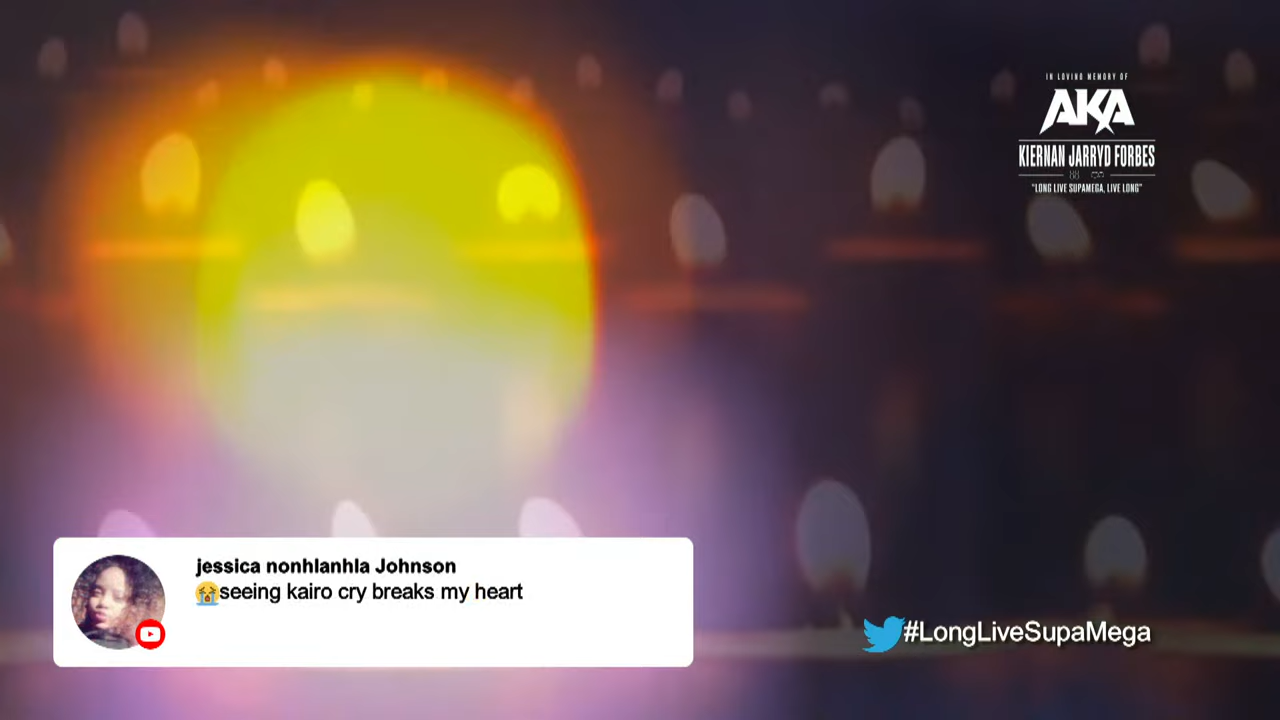 IN LOVING MEMORY OF
AKA
KIERNAN JARRYD FORBES
"LONG LIVE SUPAMEGA, LIVE LONG"
jessica nonhlanhla Johnson
😭seeing kairo cry breaks my heart
#LongLiveSupaMega